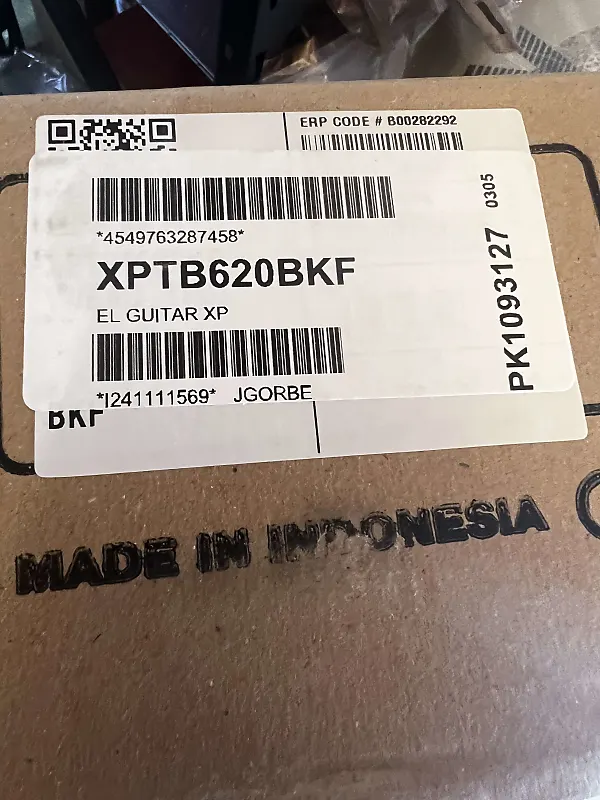 ERP CODE # B00282292
*4549763287458*
XPTB620BKF
EL GUITAR XP
*I241111569* JGORBE
PK1093127 0305
BKF
MADE IN INDONESIA